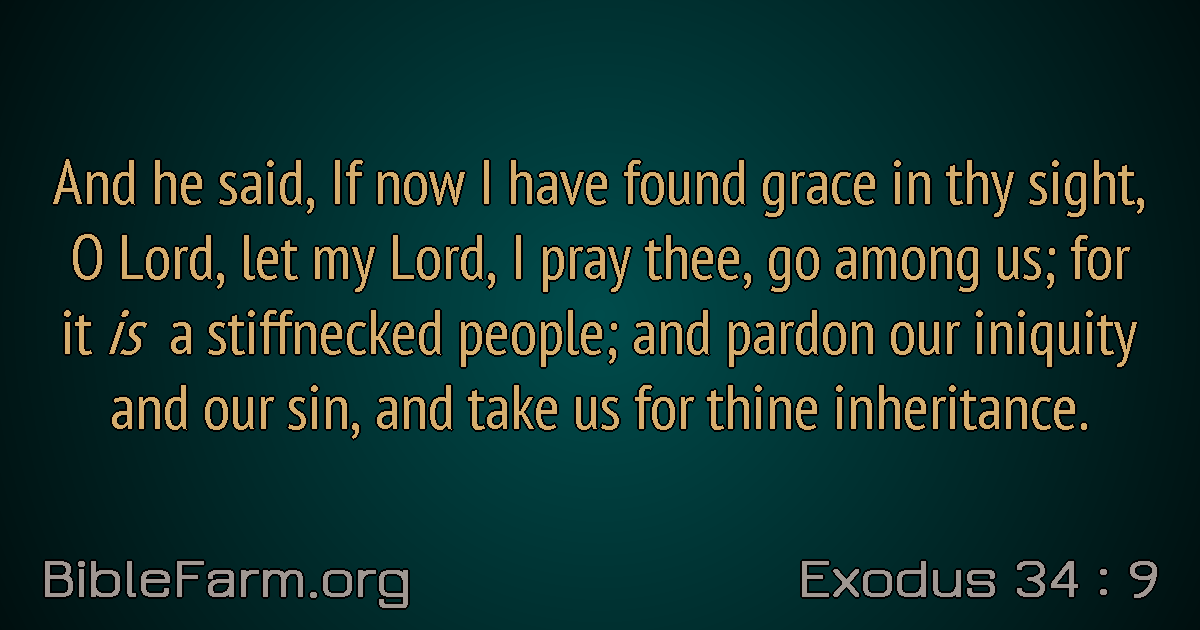 And he said, If now I have found grace in thy sight,
O Lord, let my Lord, I pray thee, go among us; for
it is a stiffnecked people; and pardon our iniquity
and our sin, and take us for thine inheritance.
BibleFarm.org
Exodus 34 : 9